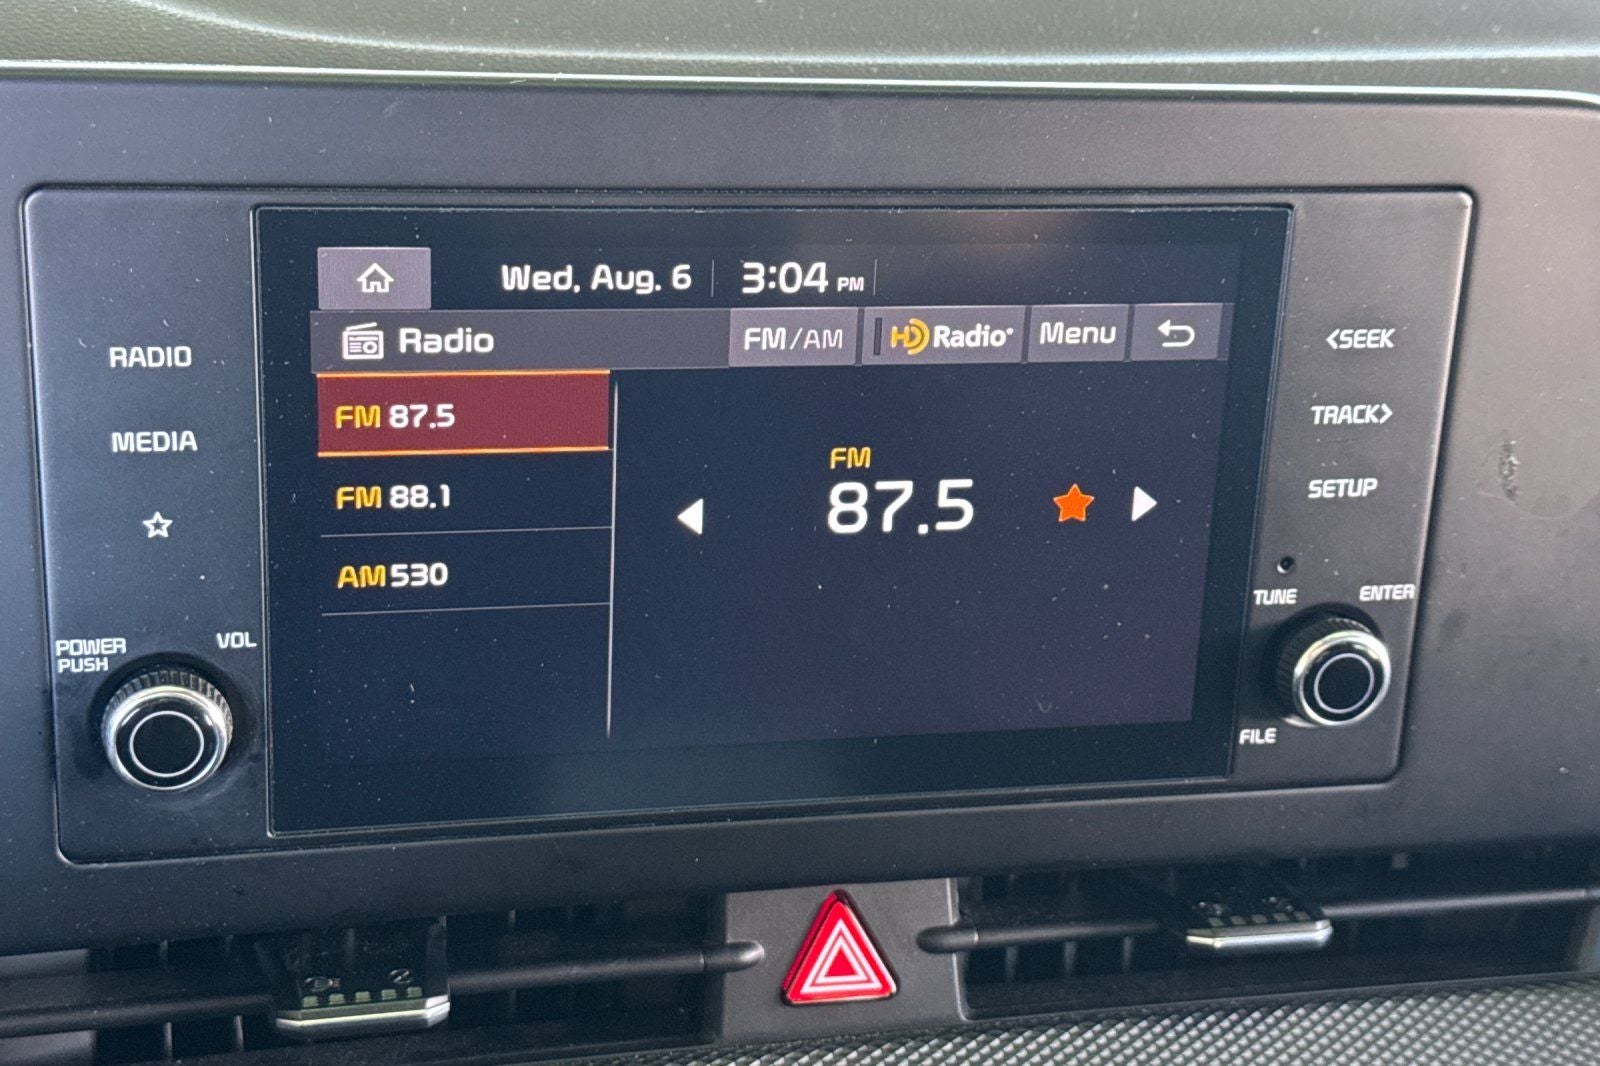 Wed, Aug. 6 3:04 PM
Radio FM/AM HD Radio Menu
FM 87.5
FM 88.1
AM 530
FM
87.5
RADIO
MEDIA
POWER
PUSH
VOL
<SEEK
TRACK>
SETUP
TUNE
ENTER
FILE